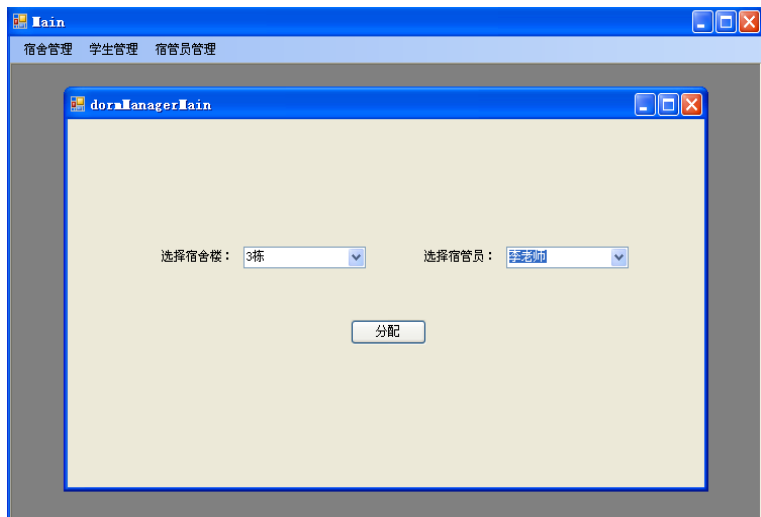 Main
宿舍管理 学生管理 宿管员管理
dormManagerMain
选择宿舍楼： 3栋 选择宿管员： 李老师
分配